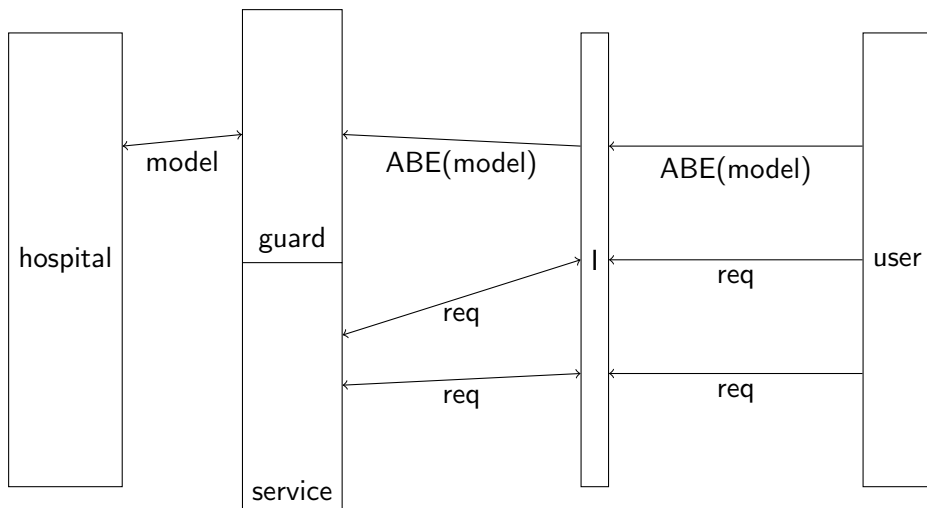 model
ABE(model)
ABE(model)
guard
hospital
I
user
req
req
req
req
service